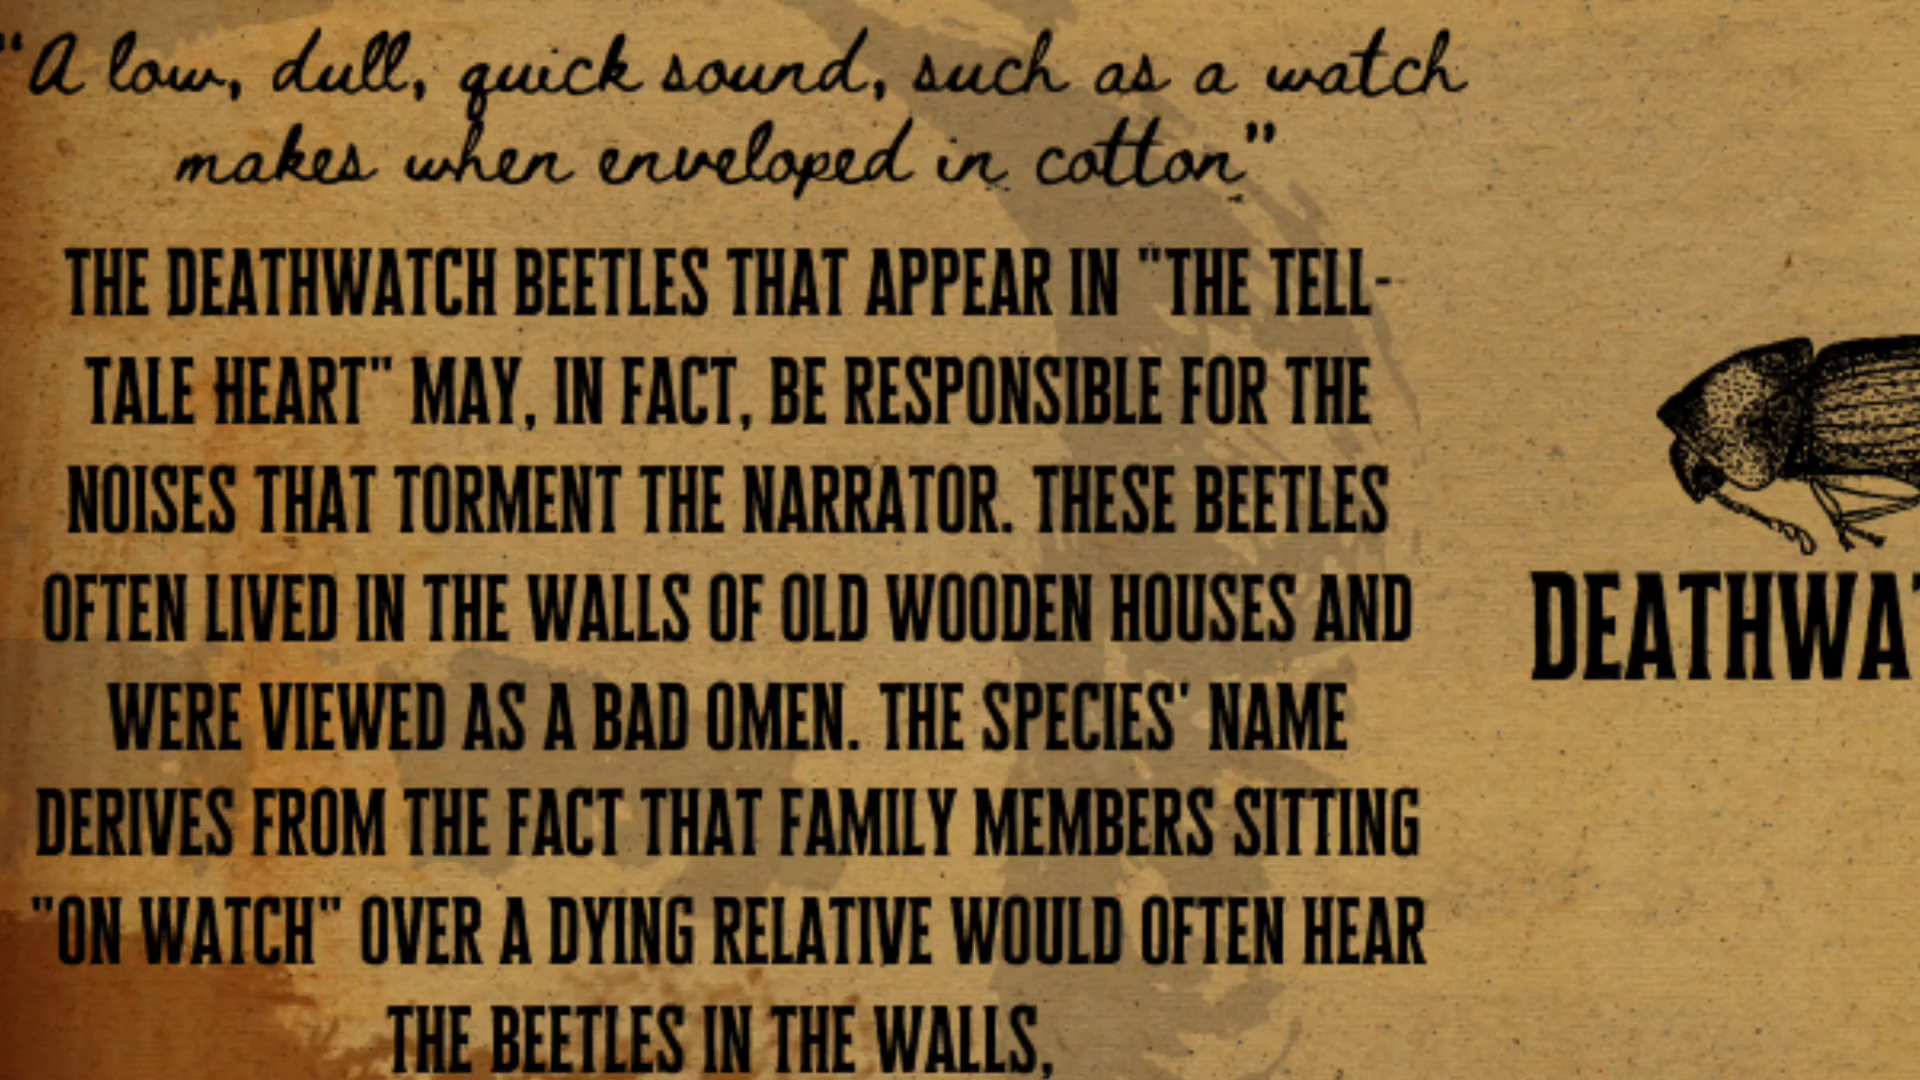 "A low, dull, quick sound, such as a watch
makes when enveloped in cotton"
THE DEATHWATCH BEETLES THAT APPEAR IN "THE TELL-
TALE HEART" MAY, IN FACT, BE RESPONSIBLE FOR THE
NOISES THAT TORMENT THE NARRATOR. THESE BEETLES
OFTEN LIVED IN THE WALLS OF OLD WOODEN HOUSES AND
WERE VIEWED AS A BAD OMEN. THE SPECIES' NAME
DERIVES FROM THE FACT THAT FAMILY MEMBERS SITTING
"ON WATCH" OVER A DYING RELATIVE WOULD OFTEN HEAR
THE BEETLES IN THE WALLS,
DEATHWA